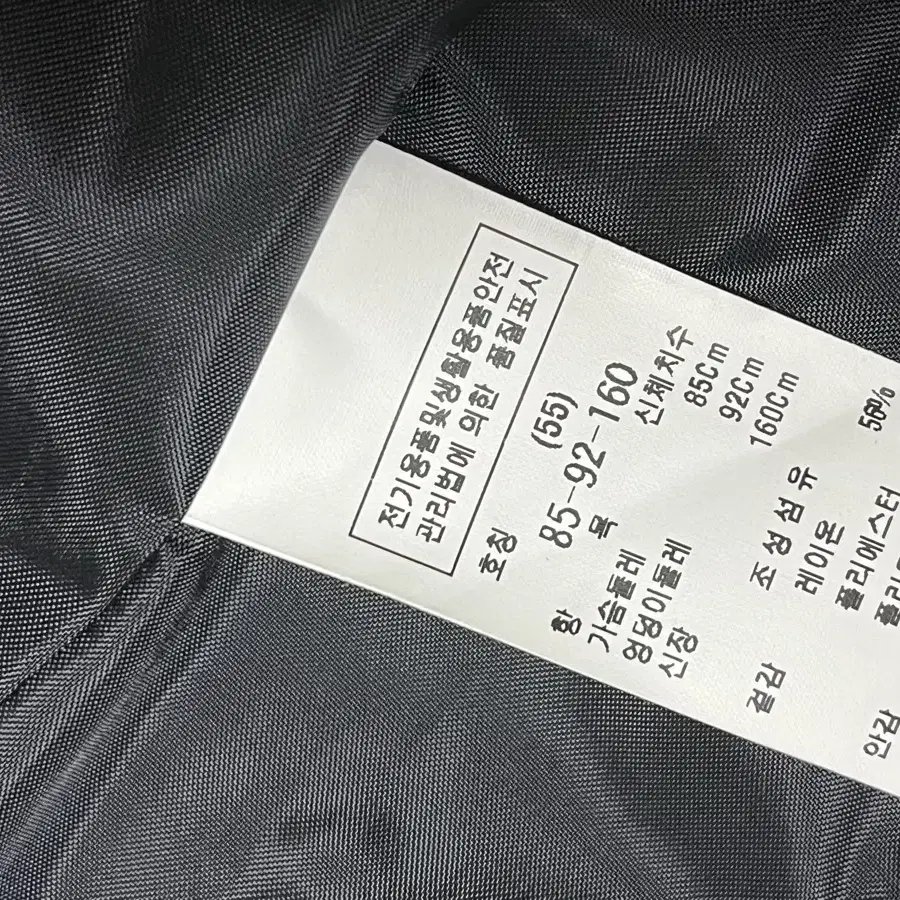 전기용품및생활용품안전
관리법에 의한 품질표시
호칭 (55)
85-92-160
항 목 신체치수
가슴둘레 85Cm
엉덩이둘레 92Cm
신장 160Cm
조성섬유
겉감 레이온
폴리에스터
안감